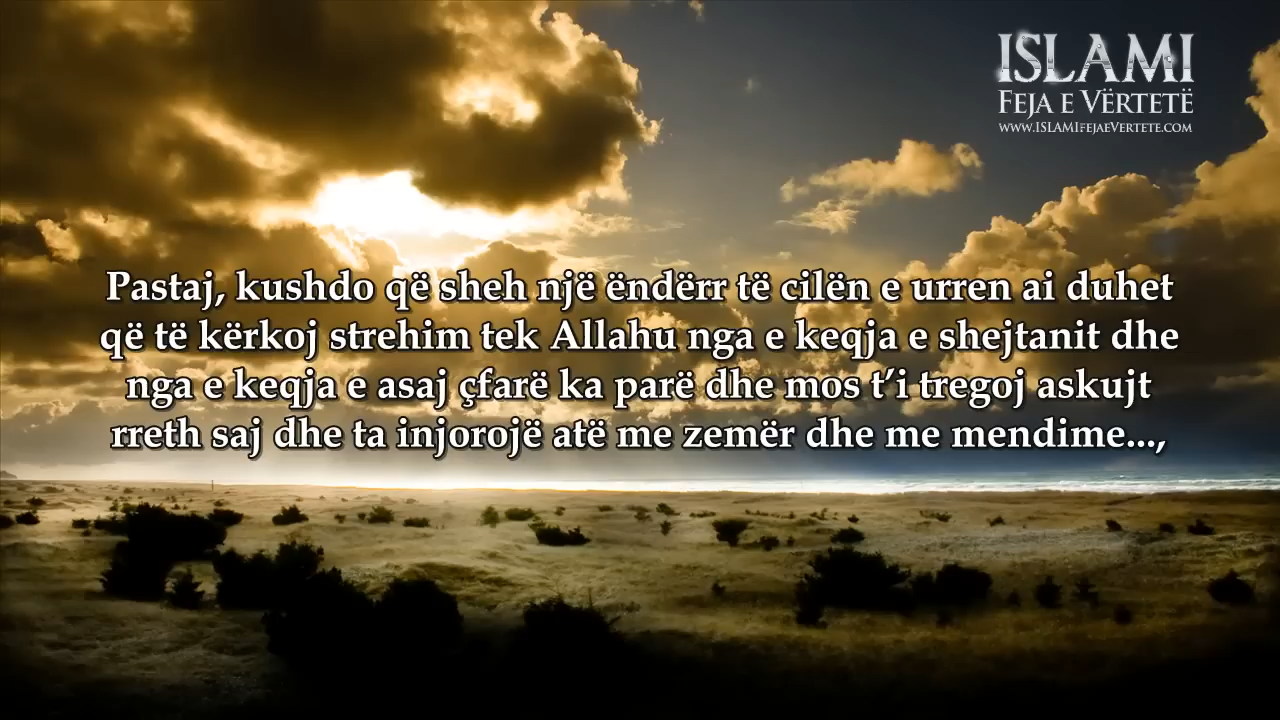 ISLAMI
FEJA E VËRTETË
www.ISLAMIfejaeVertete.com
Pastaj, kushdo që sheh një ëndërr të cilën e urren ai duhet
që të kërkoj strehim tek Allahu nga e keqja e shejtanit dhe
nga e keqja e asaj çfarë ka parë dhe mos t’i tregoj askujt
rreth saj dhe ta injorojë atë me zemër dhe me mendime...,